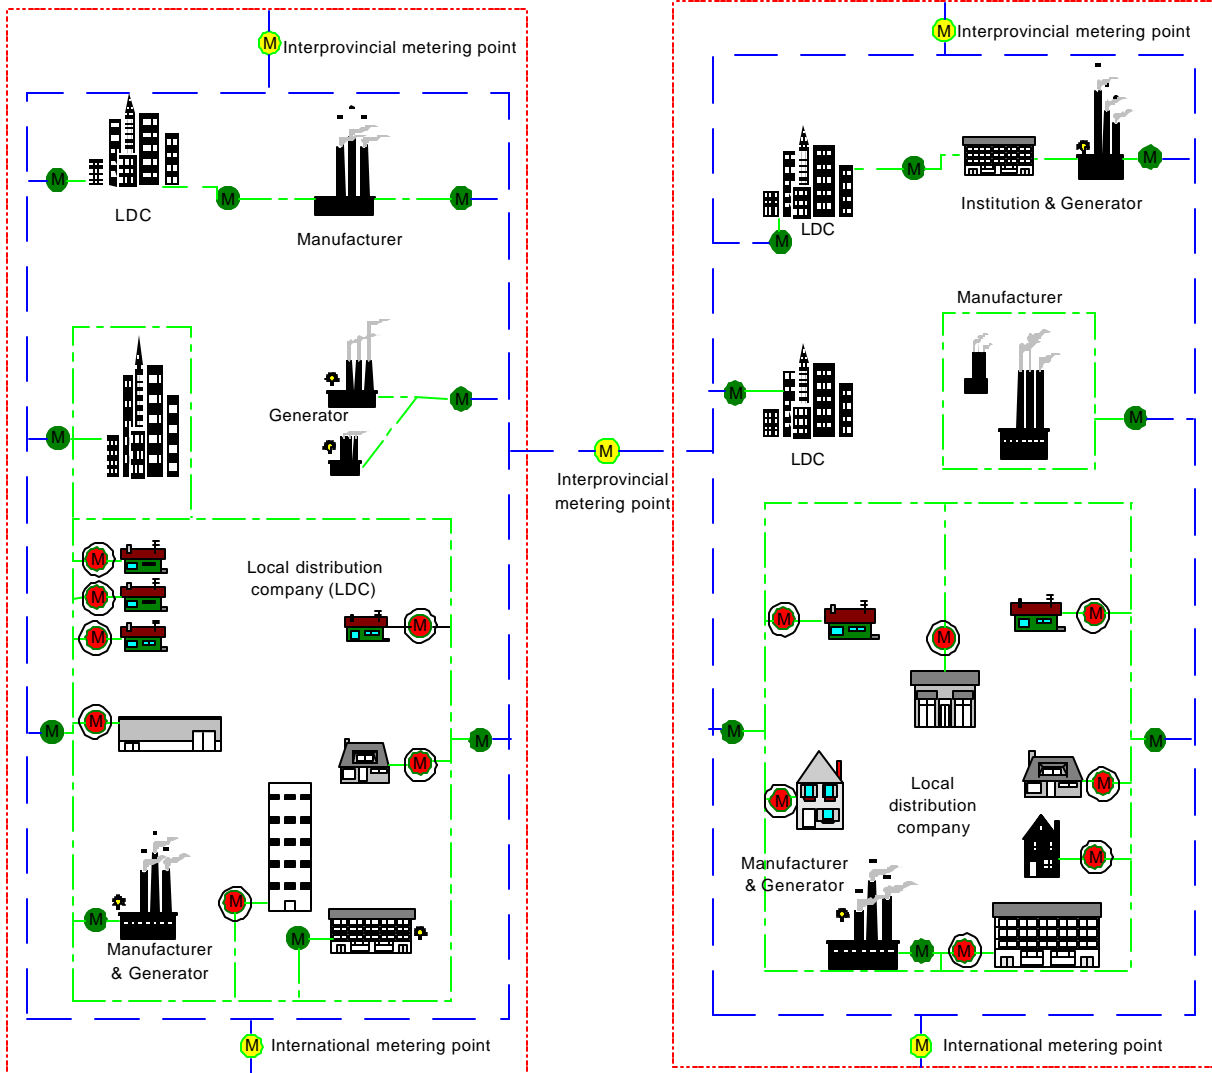 M Interprovincial metering point
M
M
M
LDC
Manufacturer
Generator
M
M
M
M
M
Local distribution
company (LDC)
M
M
M
M
M
M
M
M
M
Manufacturer
& Generator
M International metering point
M
Interprovincial
metering point
M Interprovincial metering point
M
M
LDC
M
Institution & Generator
Manufacturer
M
LDC
M
M
M
M
M
M
M
M
Local
distribution
company
M
Manufacturer
& Generator
M
M
M International metering point